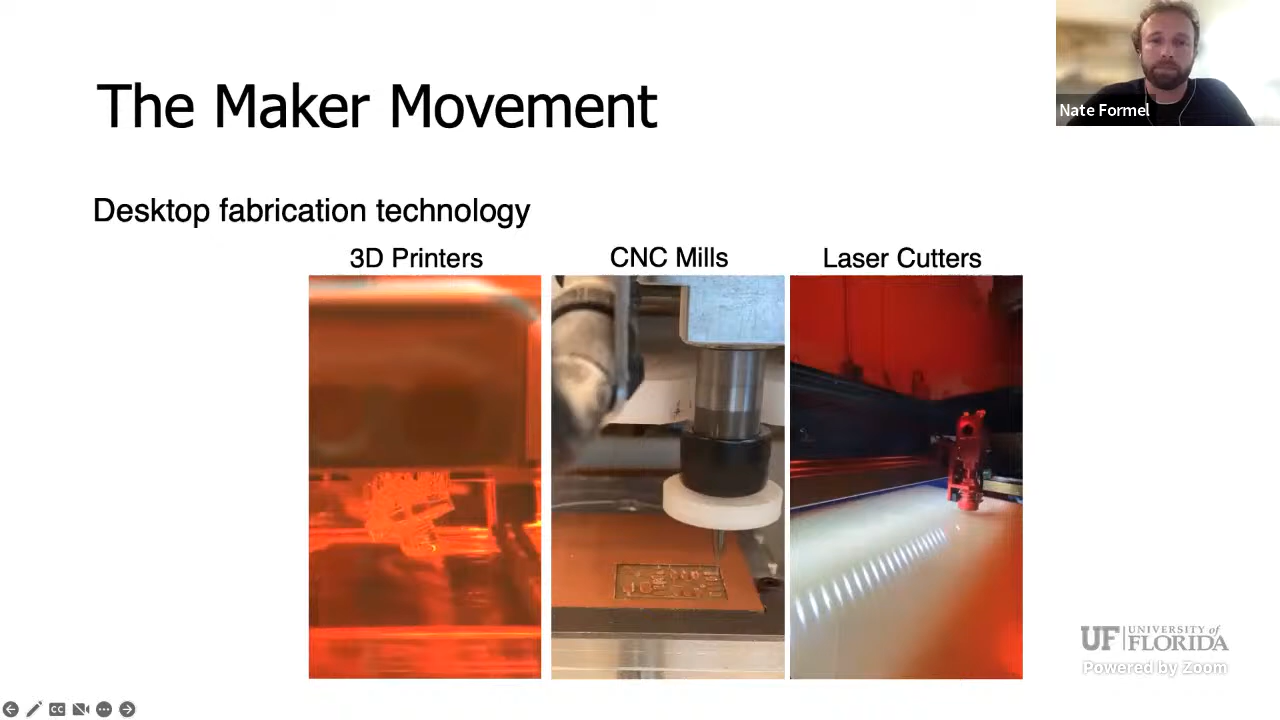 The Maker Movement
Nate Formel
Desktop fabrication technology
3D Printers
CNC Mills
Laser Cutters
UF UNIVERSITY of
FLORIDA
Powered by Zoom
CC